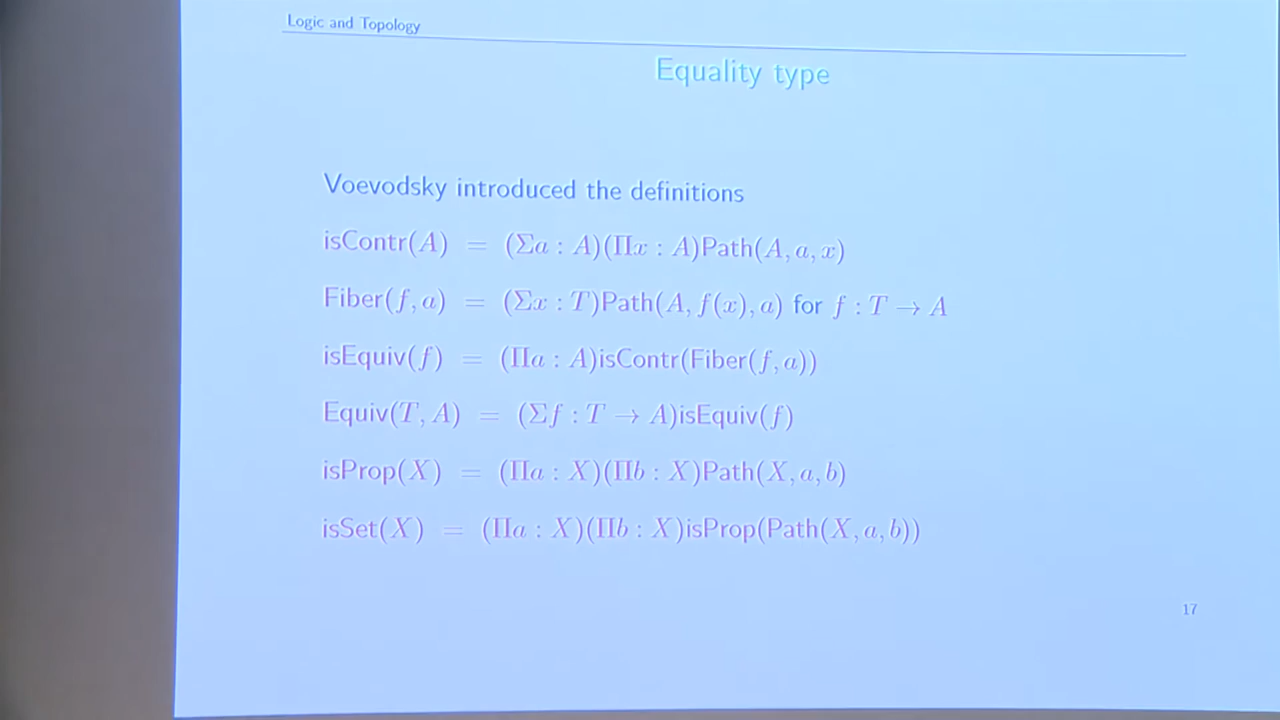 Logic and Topology
Equality type
Voevodsky introduced the definitions
isContr(A) = (Σa : A)(Πx : A)Path(A, a, x)
Fiber(f, a) = (Σx : T)Path(A, f(x), a) for f : T → A
isEquiv(f) = (Πa : A)isContr(Fiber(f, a))
Equiv(T, A) = (Σf : T → A)isEquiv(f)
isProp(X) = (Πa : X)(Πb : X)Path(X, a, b)
isSet(X) = (Πa : X)(Πb : X)isProp(Path(X, a, b))
17